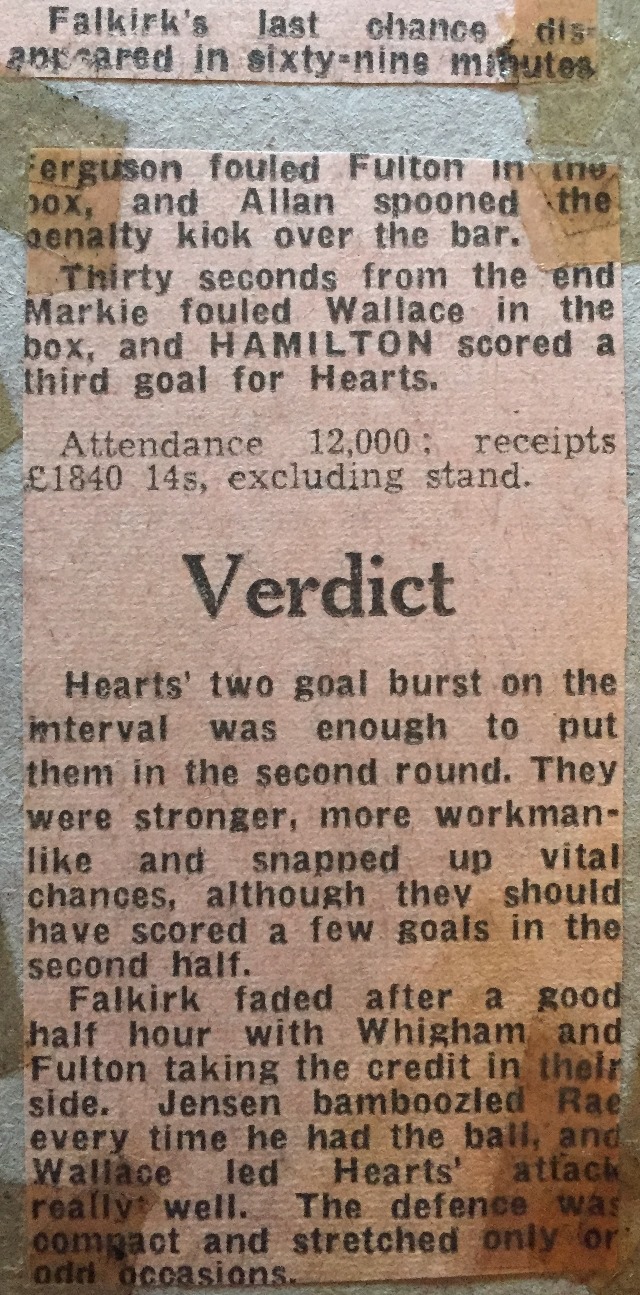 Falkirk's last chance dis-
appeared in sixty-nine minutes
Ferguson fouled Fulton in the
box, and Allan spooned the
penalty kick over the bar.
Thirty seconds from the end
Markie fouled Wallace in the
box, and HAMILTON scored a
third goal for Hearts.
Attendance 12,000; receipts
£1840 14s, excluding stand.
Verdict
Hearts' two goal burst on the
interval was enough to put
them in the second round. They
were stronger, more workman-
like and snapped up vital
chances, although they should
have scored a few goals in the
second half.
Falkirk faded after a good
half hour with Whigham and
Fulton taking the credit in their
side. Jensen bamboozled Rae
every time he had the ball, and
Wallace led Hearts' attack
really well. The defence was
compact and stretched only or
odd occasions.